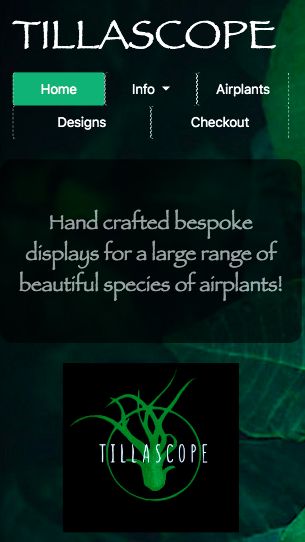 TILLASCOPE
Home Info Airplants
Designs Checkout
Hand crafted bespoke
displays for a large range of
beautiful species of airplants!
TILLASCOPE